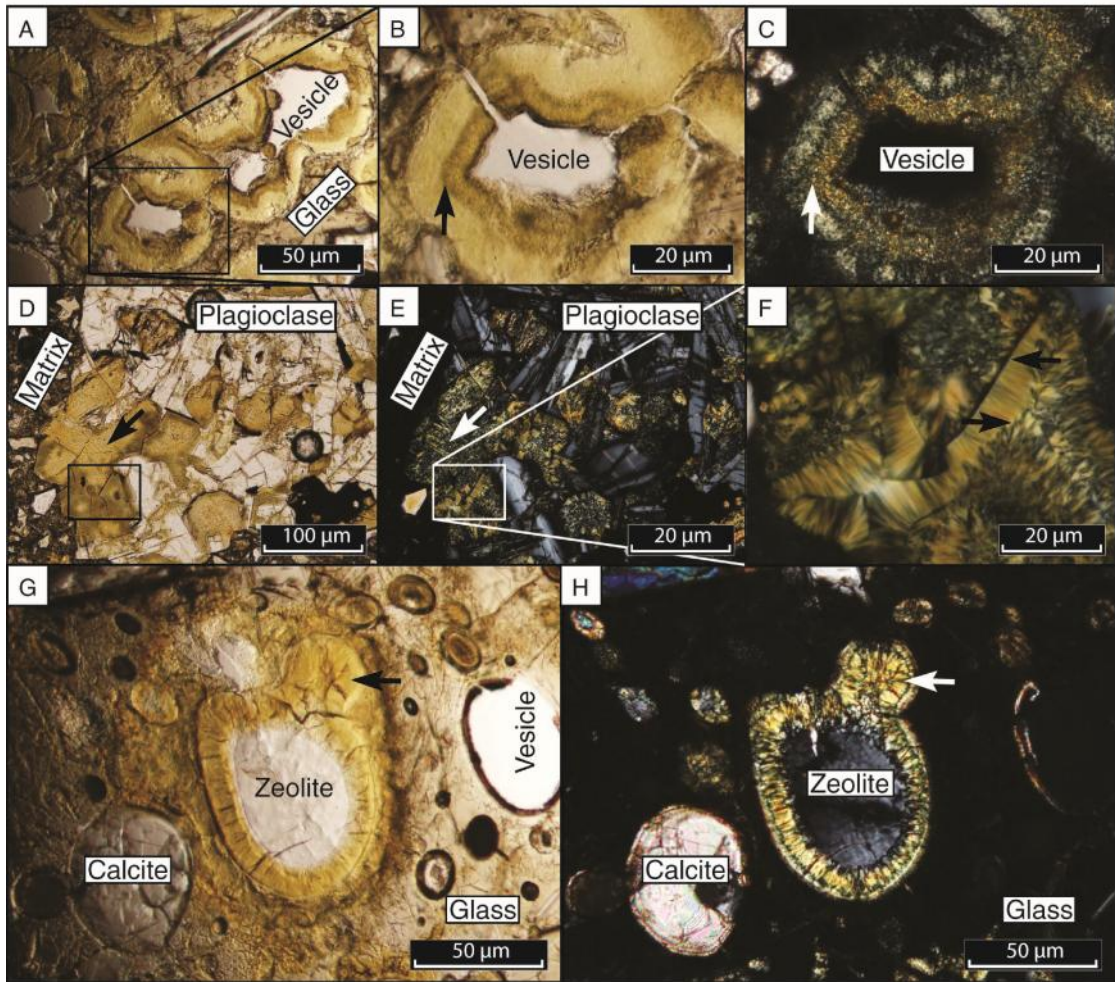 A
Vesicle
Glass
50 µm
B
Vesicle
20 µm
C
Vesicle
20 µm
D
Plagioclase
Matrix
100 µm
E
Plagioclase
Matrix
20 µm
F
20 µm
G
Zeolite
Vesicle
Calcite
Glass
50 µm
H
Zeolite
Calcite
Glass
50 µm